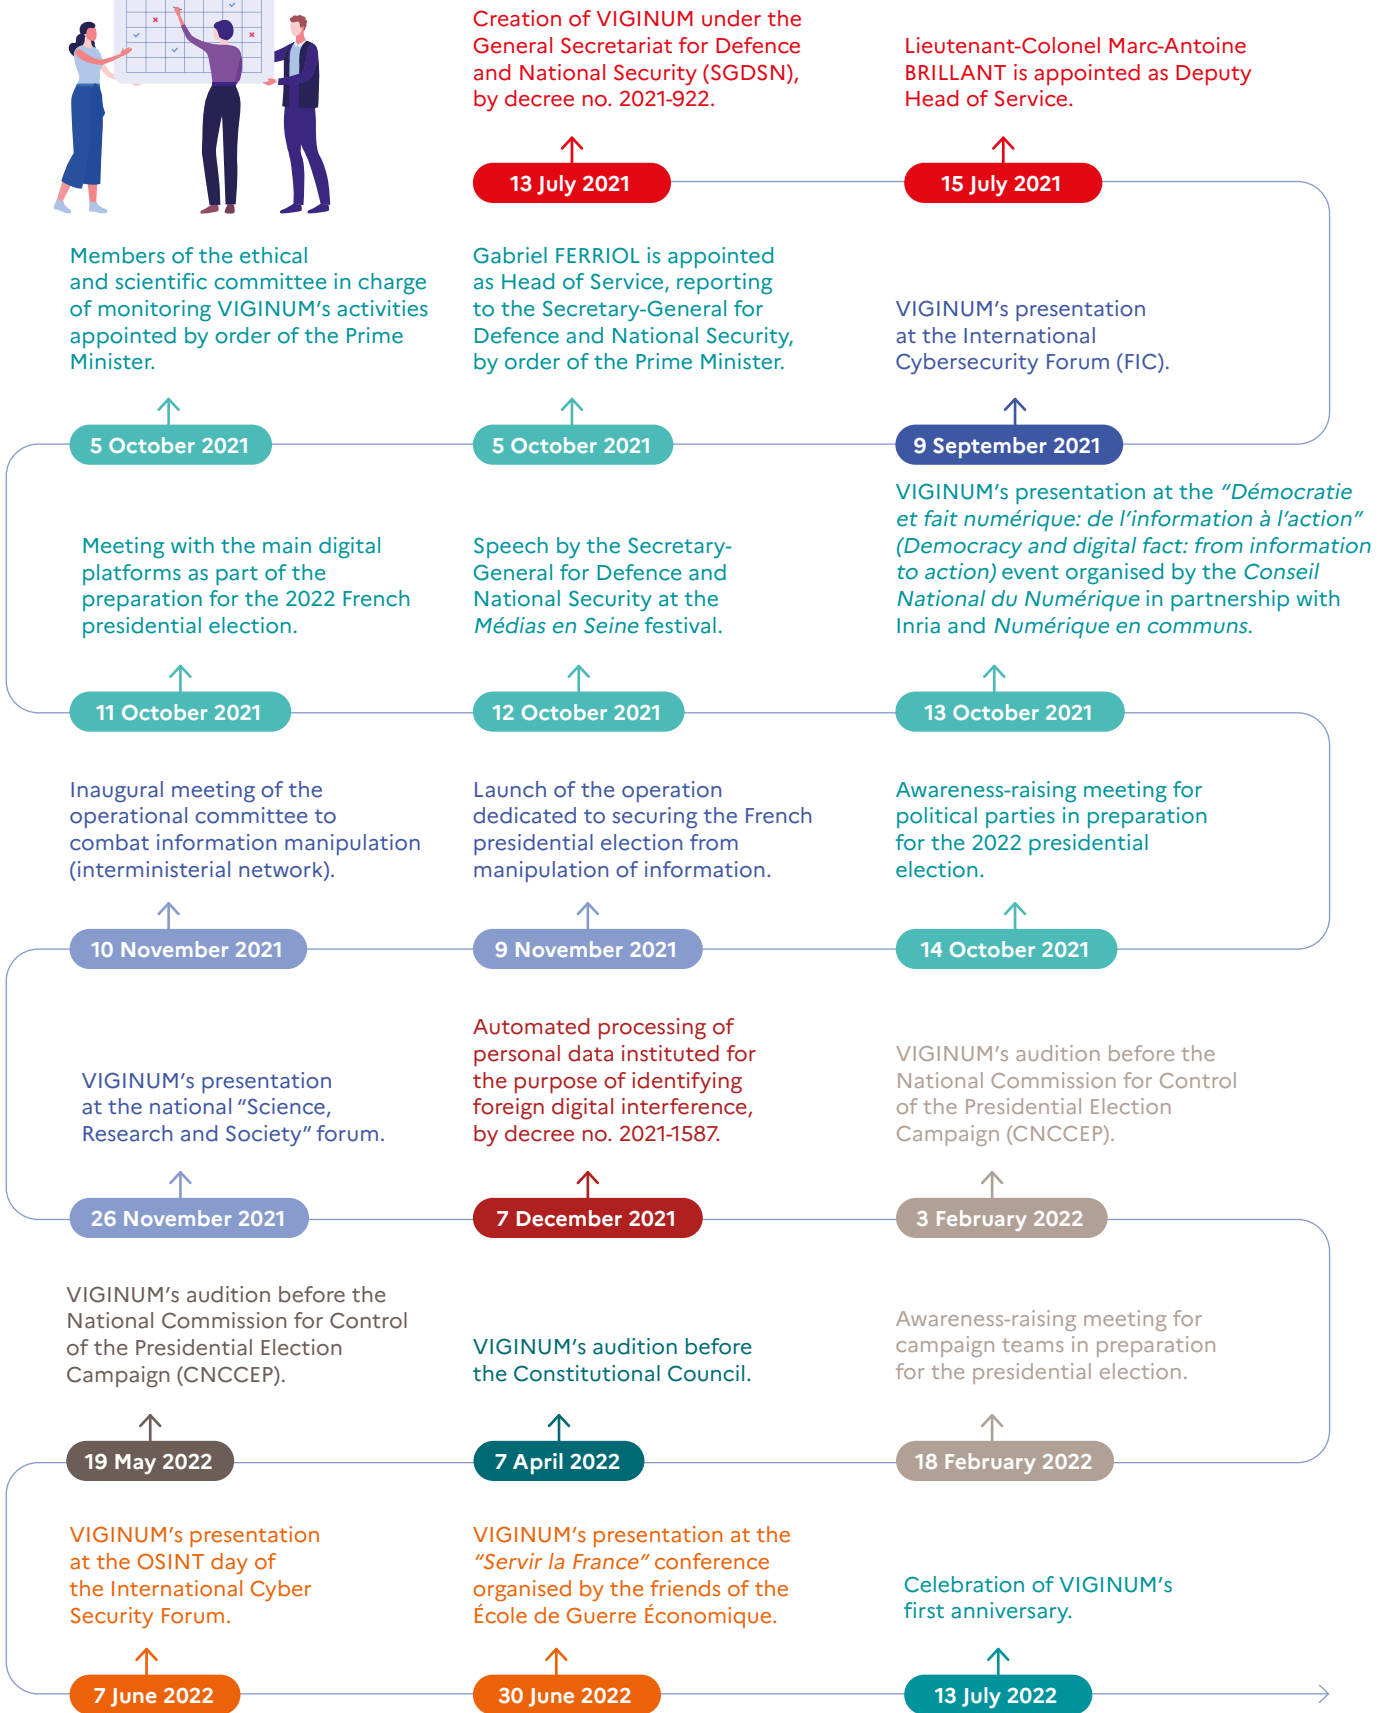 Creation of VIGINUM under the
General Secretariat for Defence
and National Security (SGDSN),
by decree no. 2021-922.
13 July 2021
Lieutenant-Colonel Marc-Antoine
BRILLANT is appointed as Deputy
Head of Service.
15 July 2021
VIGINUM's presentation
at the International
Cybersecurity Forum (FIC).
9 September 2021
Gabriel FERRIOL is appointed
as Head of Service, reporting
to the Secretary-General for
Defence and National Security,
by order of the Prime Minister.
5 October 2021
Members of the ethical
and scientific committee in charge
of monitoring VIGINUM's activities
appointed by order of the Prime
Minister.
5 October 2021
Meeting with the main digital
platforms as part of the
preparation for the 2022 French
presidential election.
11 October 2021
Speech by the Secretary-
General for Defence and
National Security at the
Médias en Seine festival.
12 October 2021
VIGINUM's presentation at the “Démocratie
et fait numérique: de l'information à l'action”
(Democracy and digital fact: from information
to action) event organised by the Conseil
National du Numérique in partnership with
Inria and Numérique en communs.
13 October 2021
Awareness-raising meeting for
political parties in preparation
for the 2022 presidential
election.
14 October 2021
Launch of the operation
dedicated to securing the French
presidential election from
manipulation of information.
9 November 2021
Inaugural meeting of the
operational committee to
combat information manipulation
(interministerial network).
10 November 2021
VIGINUM's presentation
at the national “Science,
Research and Society” forum.
26 November 2021
Automated processing of
personal data instituted for
the purpose of identifying
foreign digital interference,
by decree no. 2021-1587.
7 December 2021
VIGINUM's audition before the
National Commission for Control
of the Presidential Election
Campaign (CNCCEP).
3 February 2022
Awareness-raising meeting for
campaign teams in preparation
for the presidential election.
18 February 2022
VIGINUM's audition before
the Constitutional Council.
7 April 2022
VIGINUM's audition before the
National Commission for Control
of the Presidential Election
Campaign (CNCCEP).
19 May 2022
VIGINUM's presentation
at the OSINT day of
the International Cyber
Security Forum.
7 June 2022
VIGINUM's presentation at the
“Servir la France” conference
organised by the friends of the
École de Guerre Économique.
30 June 2022
Celebration of VIGINUM's
first anniversary.
13 July 2022